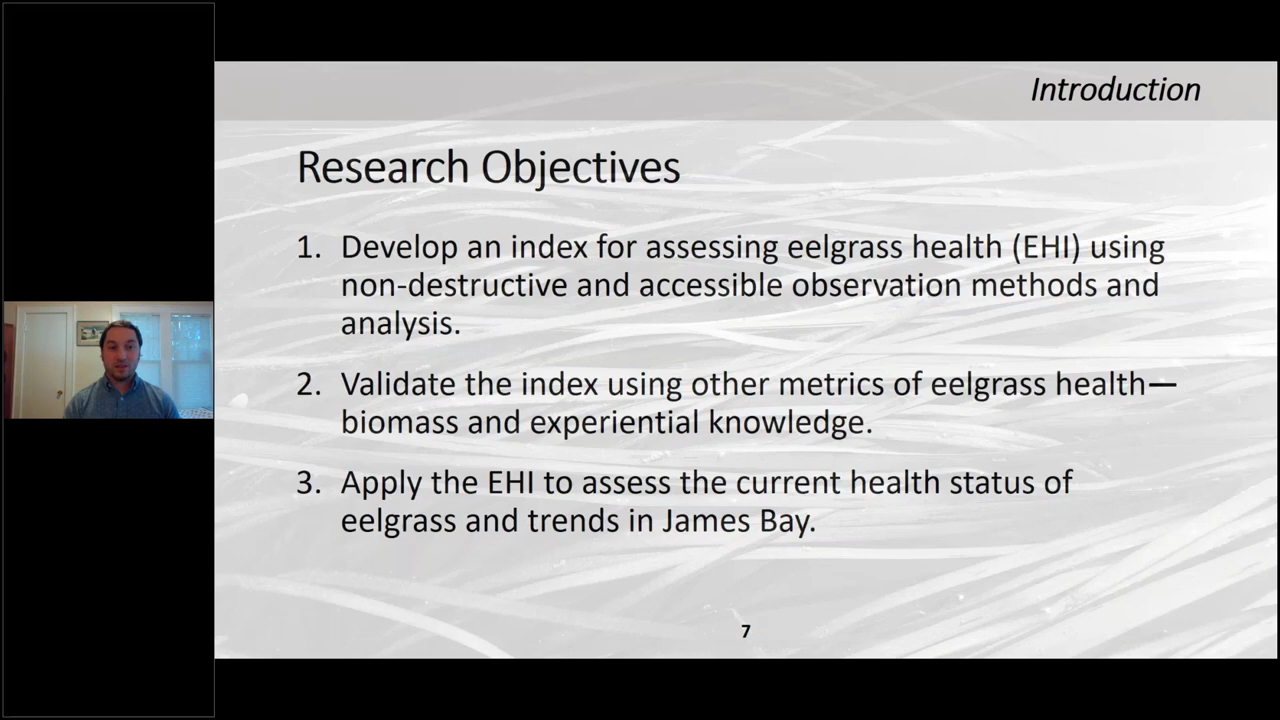 Introduction
Research Objectives
1. Develop an index for assessing eelgrass health (EHI) using
non-destructive and accessible observation methods and
analysis.
2. Validate the index using other metrics of eelgrass health—
biomass and experiential knowledge.
3. Apply the EHI to assess the current health status of
eelgrass and trends in James Bay.
7